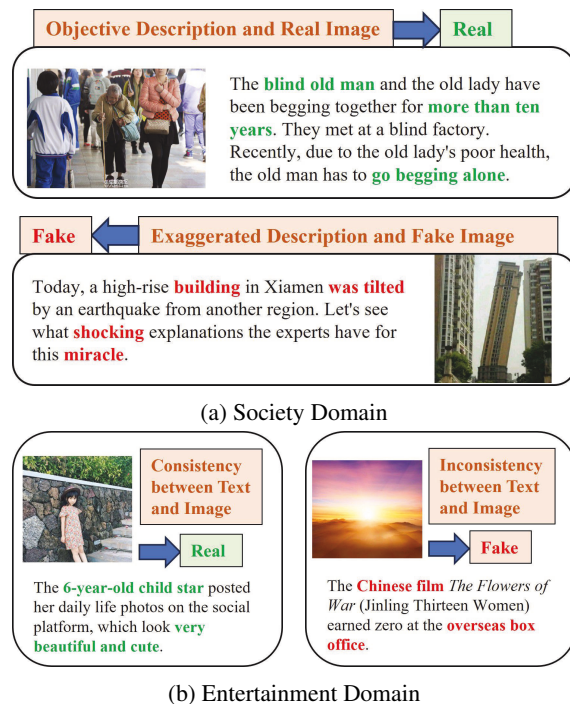 Objective Description and Real Image
Real
The blind old man and the old lady have
been begging together for more than ten
years. They met at a blind factory.
Recently, due to the old lady's poor health,
the old man has to go begging alone.
Fake
Exaggerated Description and Fake Image
Today, a high-rise building in Xiamen was tilted
by an earthquake from another region. Let's see
what shocking explanations the experts have for
this miracle.
(a) Society Domain
Consistency
between Text
and Image
Real
The 6-year-old child star posted
her daily life photos on the social
platform, which look very
beautiful and cute.
Inconsistency
between Text
and Image
Fake
The Chinese film The Flowers of
War (Jinling Thirteen Women)
earned zero at the overseas box
office.
(b) Entertainment Domain